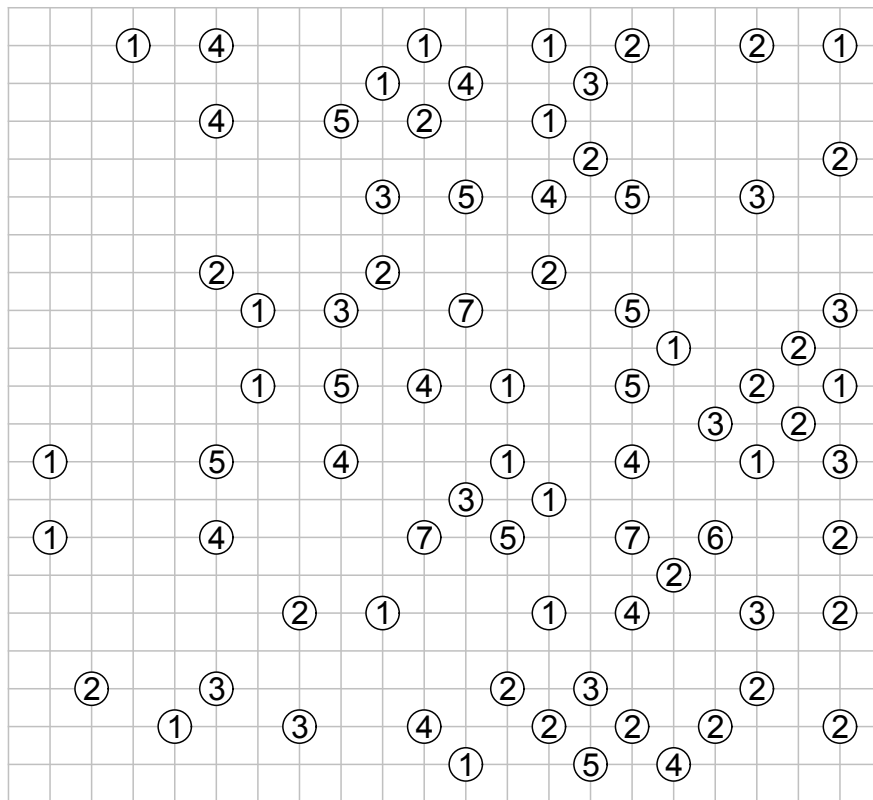 1 4 1 1 2 2 1
1 4 3
4 5 2 1
2 2
3 5 4 5 3
2 2 2
1 3 7 5 3
1 2
1 5 4 1 5 2 1
3 2
1 5 4 1 4 1 3
3 1
1 4 7 5 7 6 2
2
2 1 1 4 3 2
2 3 2 3 2
1 3 4 2 2 2 2
1 5 4